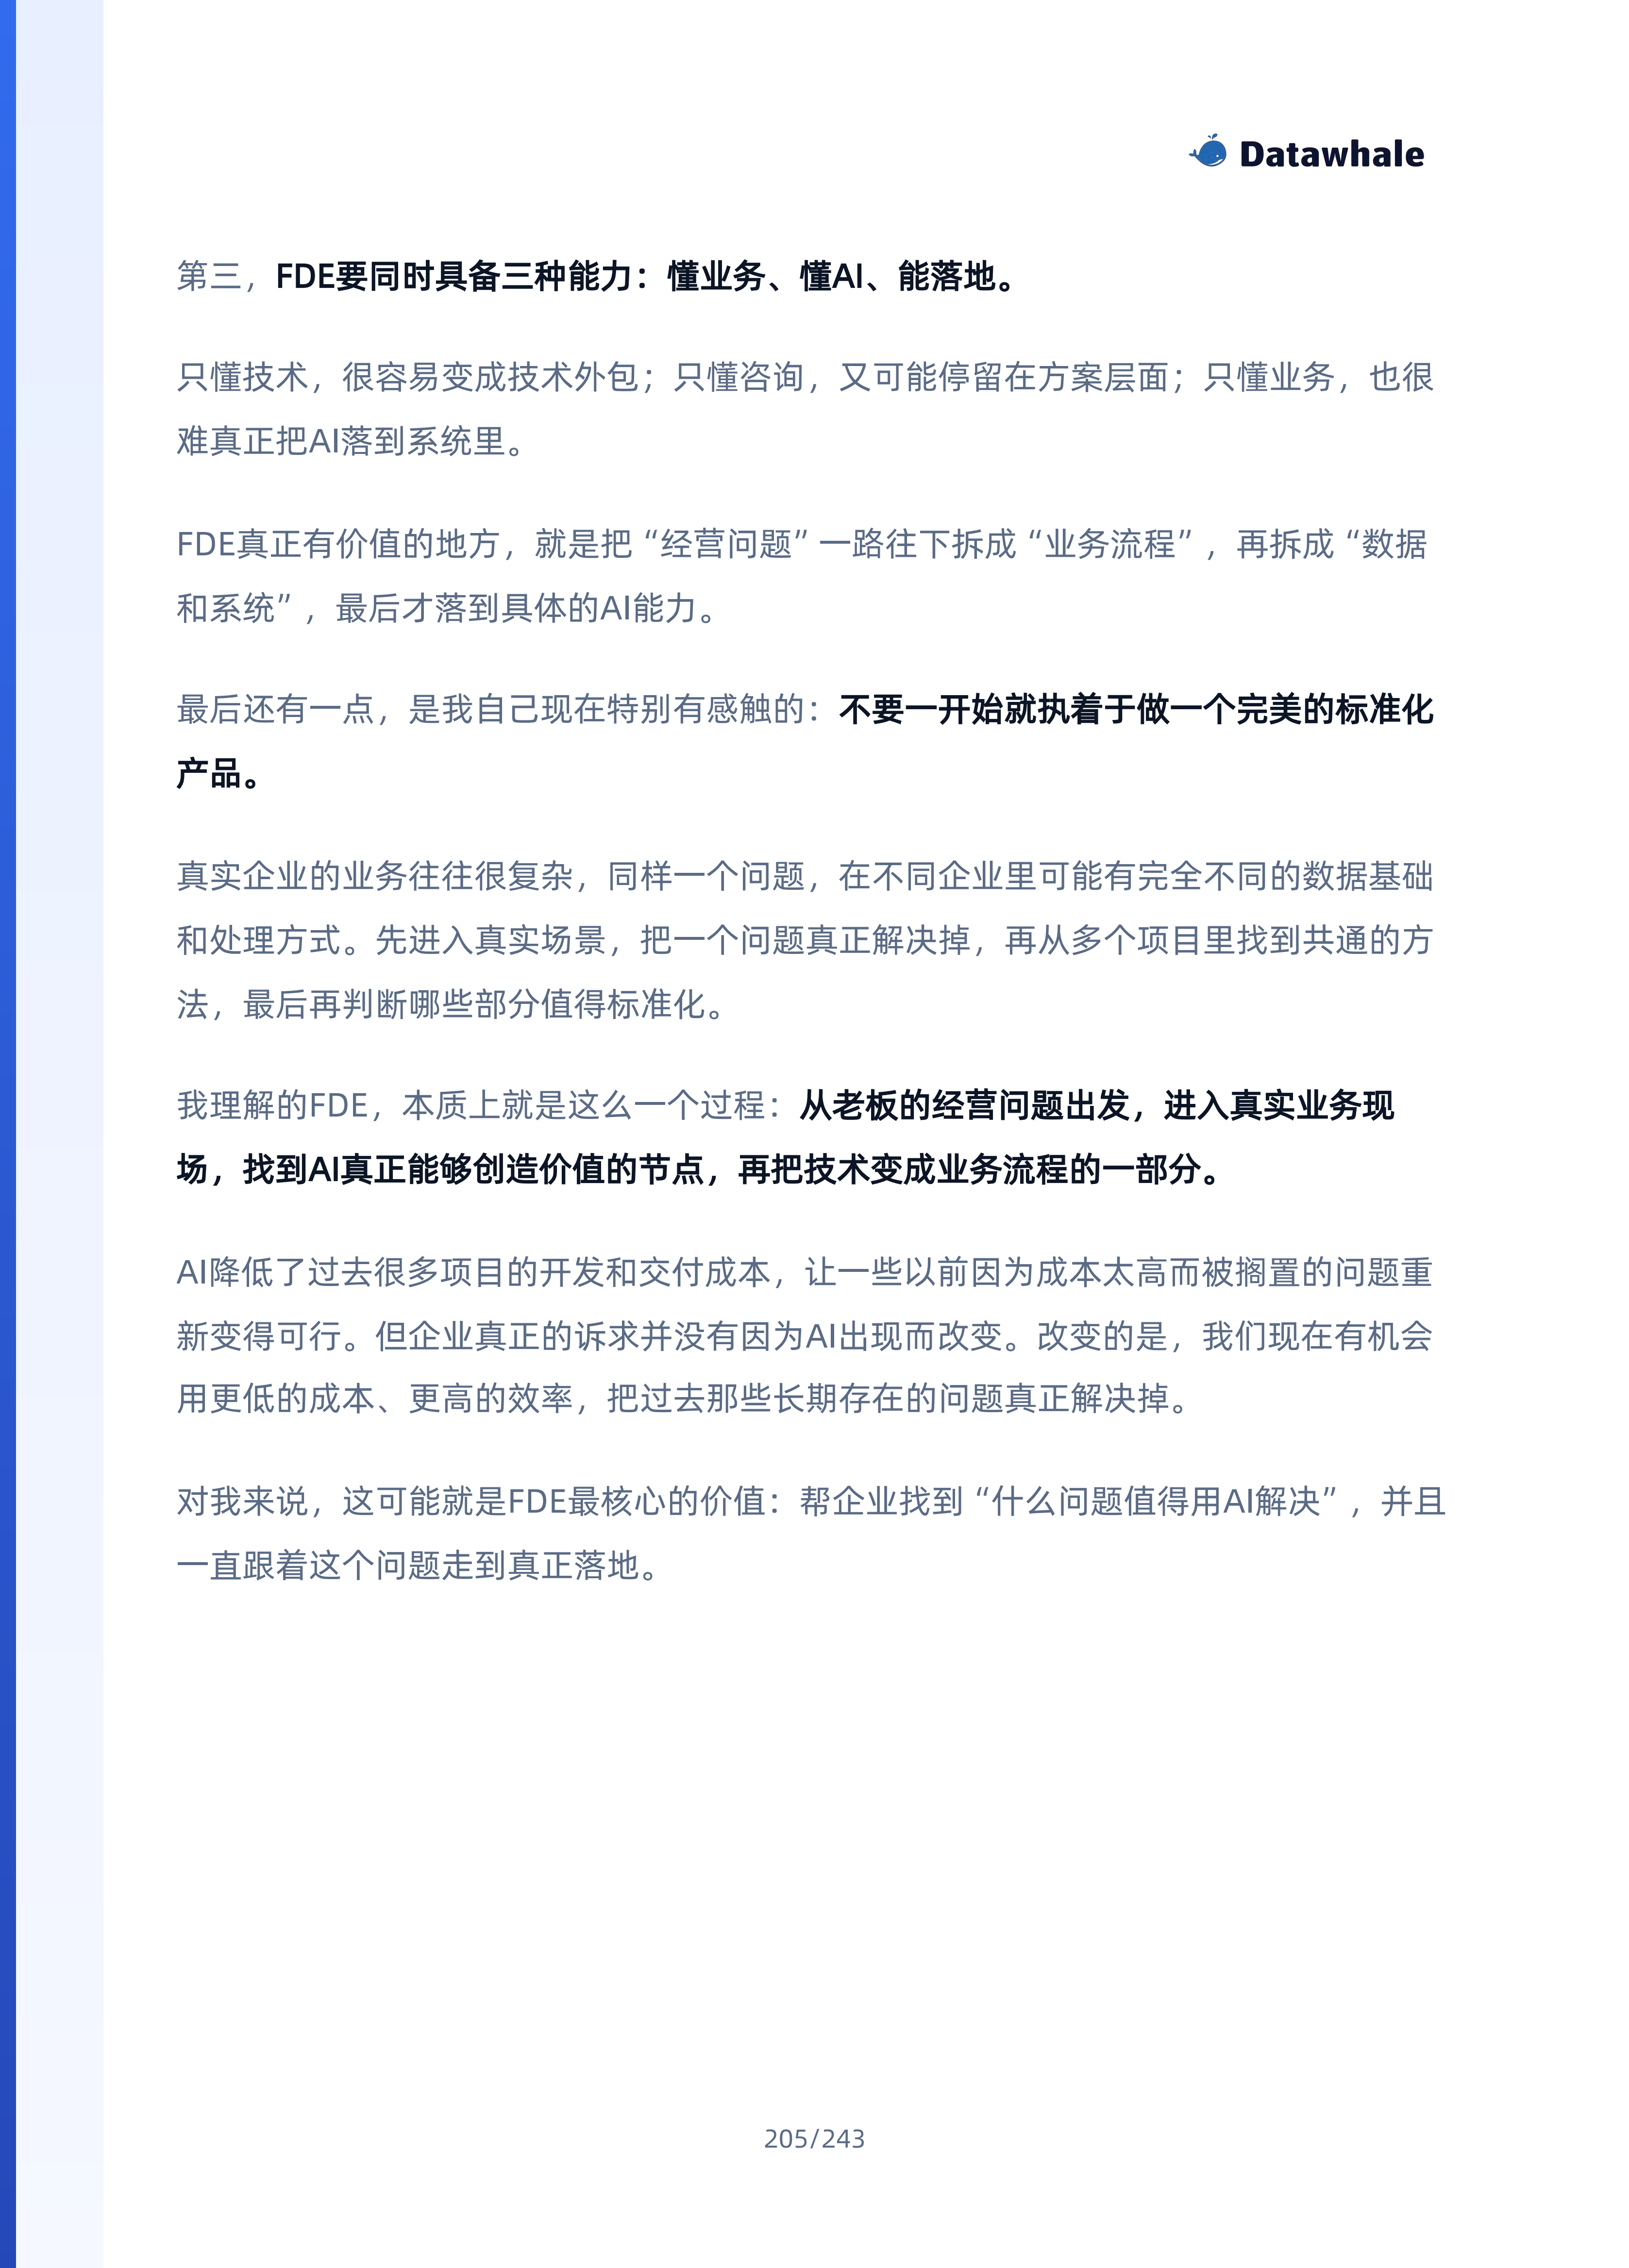 Datawhale
第三，FDE要同时具备三种能力：懂业务、懂AI、能落地。
只懂技术，很容易变成技术外包；只懂咨询，又可能停留在方案层面；只懂业务，也很
难真正把AI落到系统里。
FDE真正有价值的地方，就是把“经营问题”一路往下拆成“业务流程”，再拆成“数据
和系统”，最后才落到具体的AI能力。
最后还有一点，是我自己现在特别有感触的：不要一开始就执着于做一个完美的标准化
产品。
真实企业的业务往往很复杂，同样一个问题，在不同企业里可能有完全不同的数据基础
和处理方式。先进入真实场景，把一个问题真正解决掉，再从多个项目里找到共通的方
法，最后再判断哪些部分值得标准化。
我理解的FDE，本质上就是这么一个过程：从老板的经营问题出发，进入真实业务现
场，找到AI真正能够创造价值的节点，再把技术变成业务流程的一部分。
AI降低了过去很多项目的开发和交付成本，让一些以前因为成本太高而被搁置的问题重
新变得可行。但企业真正的诉求并没有因为AI出现而改变。改变的是，我们现在有机会
用更低的成本、更高的效率，把过去那些长期存在的问题真正解决掉。
对我来说，这可能就是FDE最核心的价值：帮企业找到“什么问题值得用AI解决”，并且
一直跟着这个问题走到真正落地。
205/243